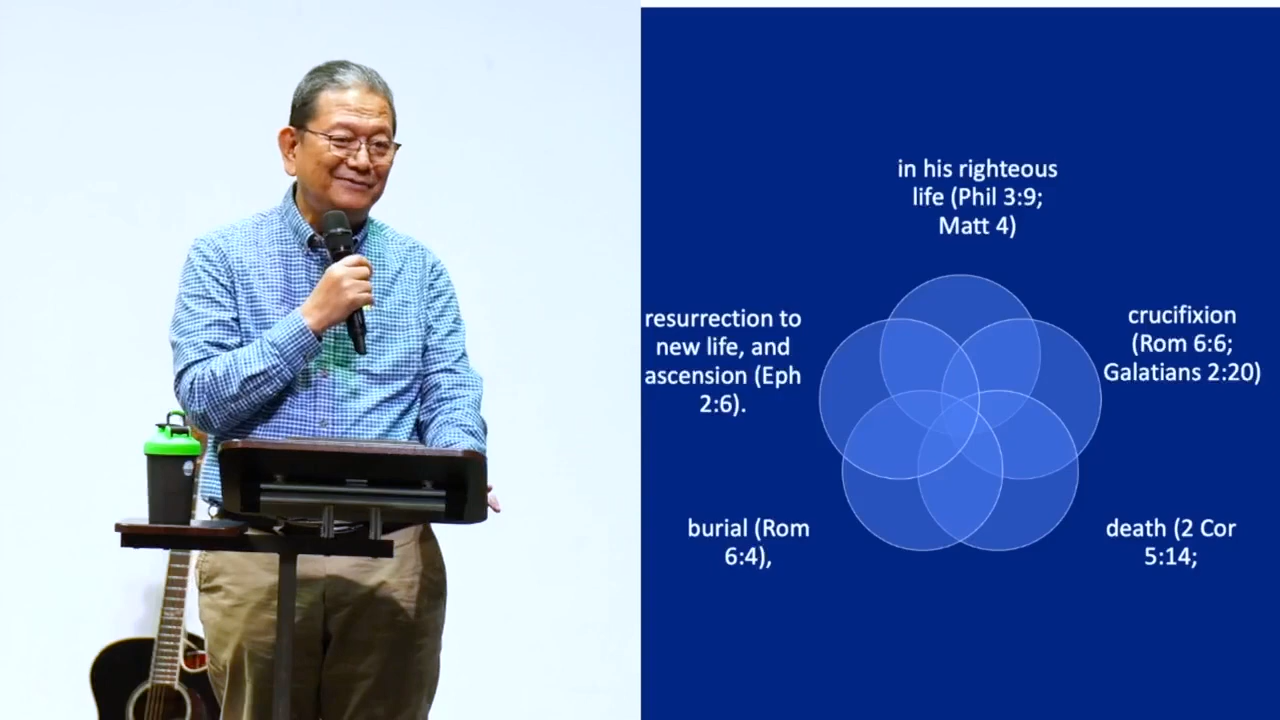 in his righteous
life (Phil 3:9;
Matt 4)
crucifixion
(Rom 6:6;
Galatians 2:20)
death (2 Cor
5:14;
burial (Rom
6:4),
resurrection to
new life, and
ascension (Eph
2:6).